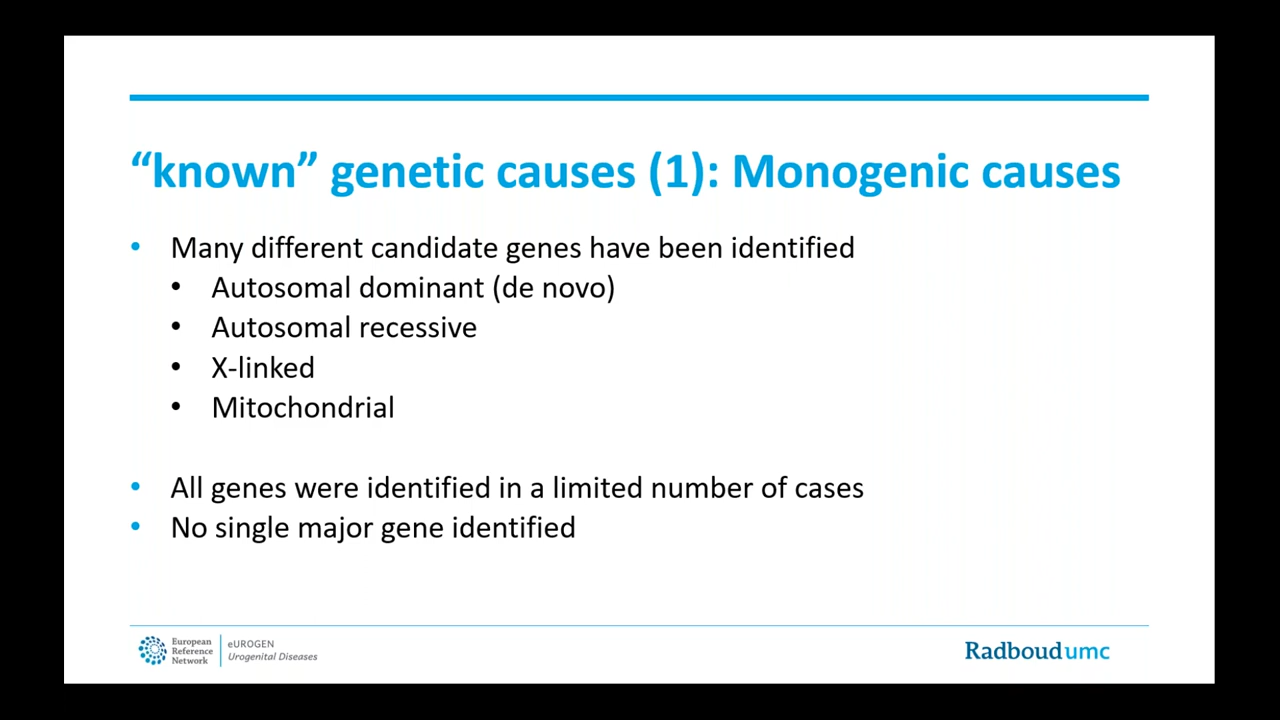 “known” genetic causes (1): Monogenic causes
• Many different candidate genes have been identified
• Autosomal dominant (de novo)
• Autosomal recessive
• X-linked
• Mitochondrial
• All genes were identified in a limited number of cases
• No single major gene identified
European
Reference
Network
eUROGEN
Urogenital Diseases
Radboudumc